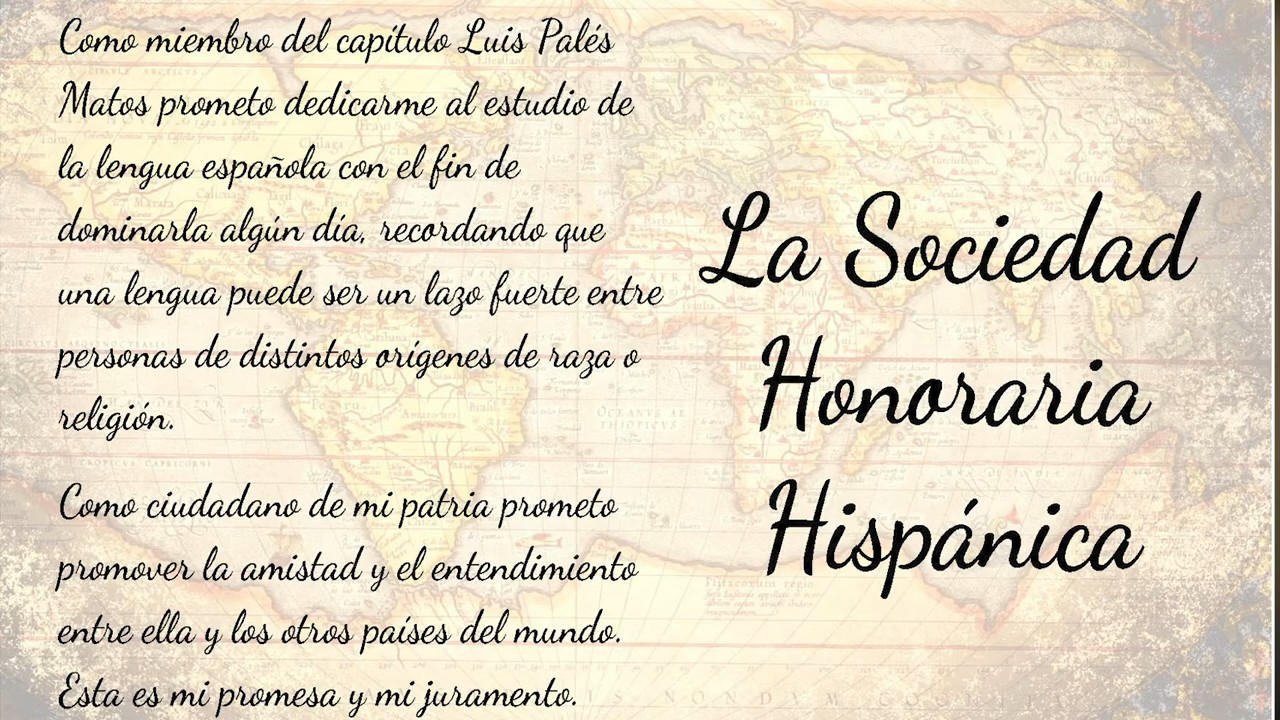 Como miembro del capítulo Luis Palés
Matos prometo dedicarme al estudio de
la lengua española con el fin de
dominarla algún día, recordando que
una lengua puede ser un lazo fuerte entre
personas de distintos orígenes de raza o
religión.
Como ciudadano de mi patria prometo
promover la amistad y el entendimiento
entre ella y los otros países del mundo.
Esta es mi promesa y mi juramento.
La Sociedad
Honoraria
Hispánica